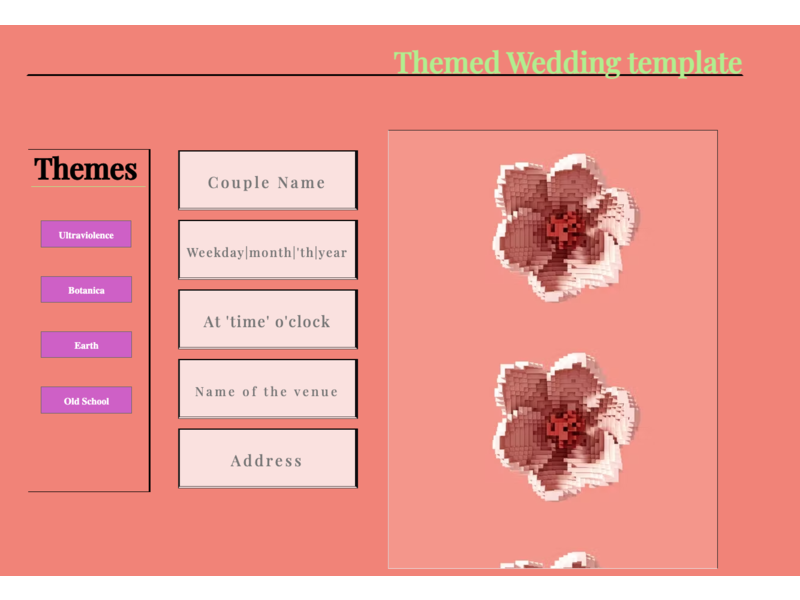 Themed Wedding template
Themes
Ultraviolence
Botanica
Earth
Old School
Couple Name
Weekday|month|'th|year
At 'time' o'clock
Name of the venue
Address